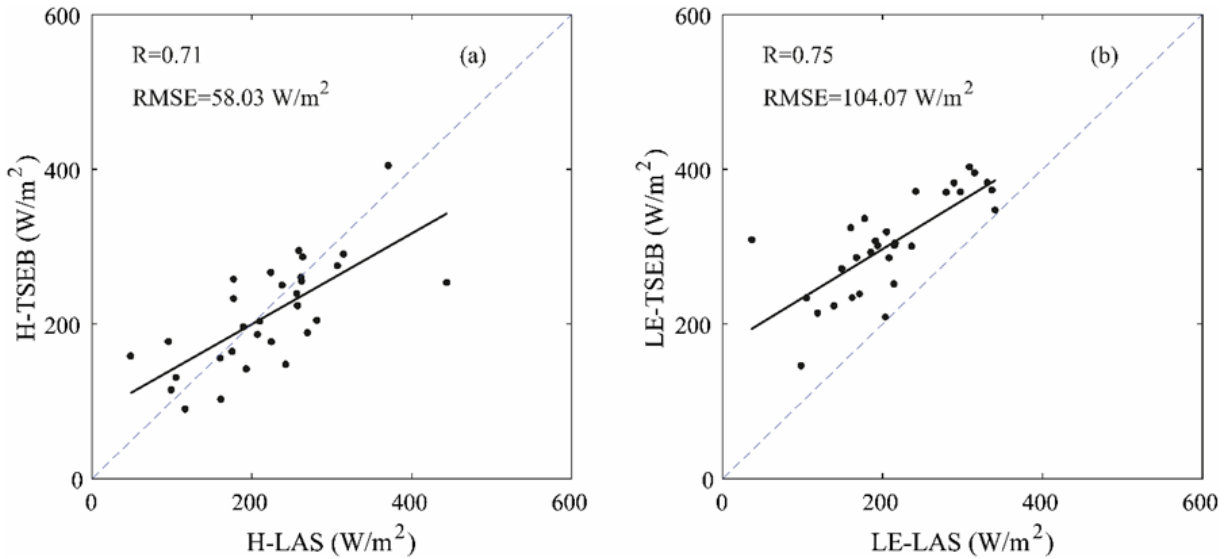 600
R=0.71
(a)
RMSE=58.03 W/m²
400
H-TSEB (W/m²)
200
0
0
200
400
600
H-LAS (W/m²)
600
R=0.75
(b)
RMSE=104.07 W/m²
400
LE-TSEB (W/m²)
200
0
0
200
400
600
LE-LAS (W/m²)